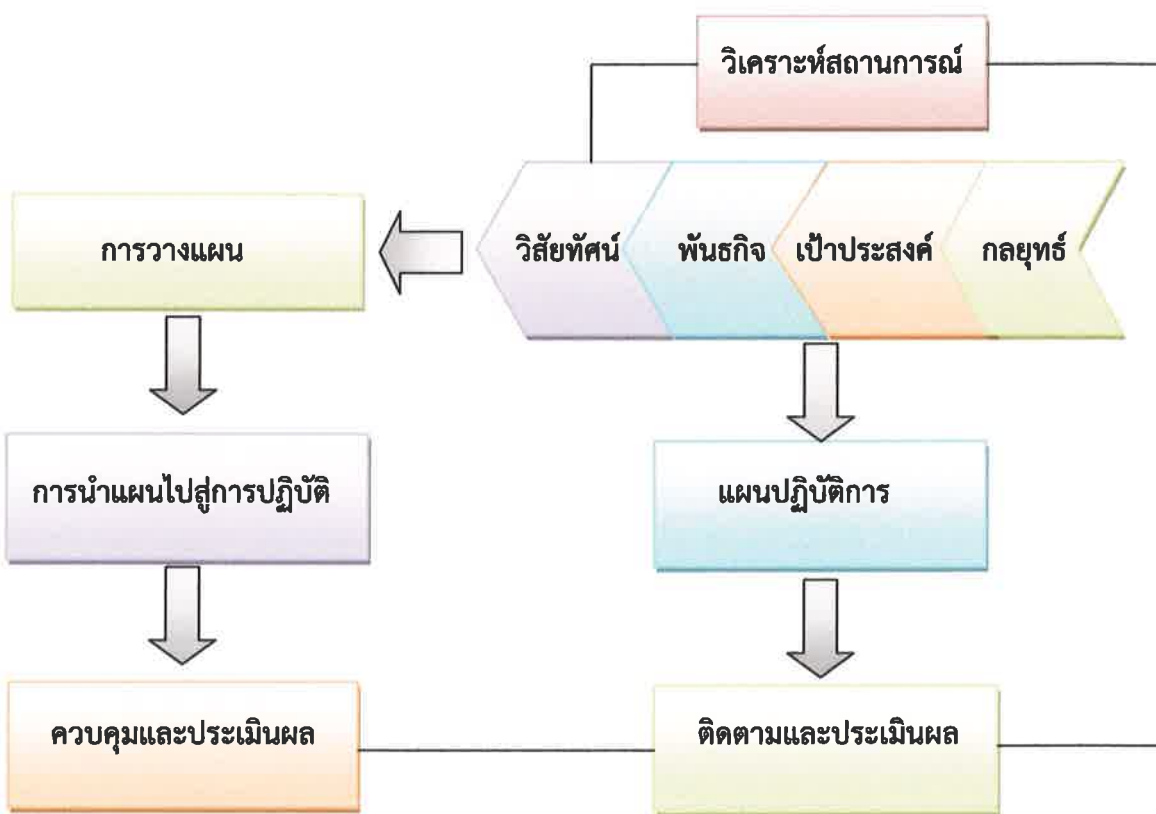 วิเคราะห์สถานการณ์
การวางแผน
วิสัยทัศน์
พันธกิจ
เป้าประสงค์
กลยุทธ์
การนำแผนไปสู่การปฏิบัติ
แผนปฏิบัติการ
ควบคุมและประเมินผล
ติดตามและประเมินผล